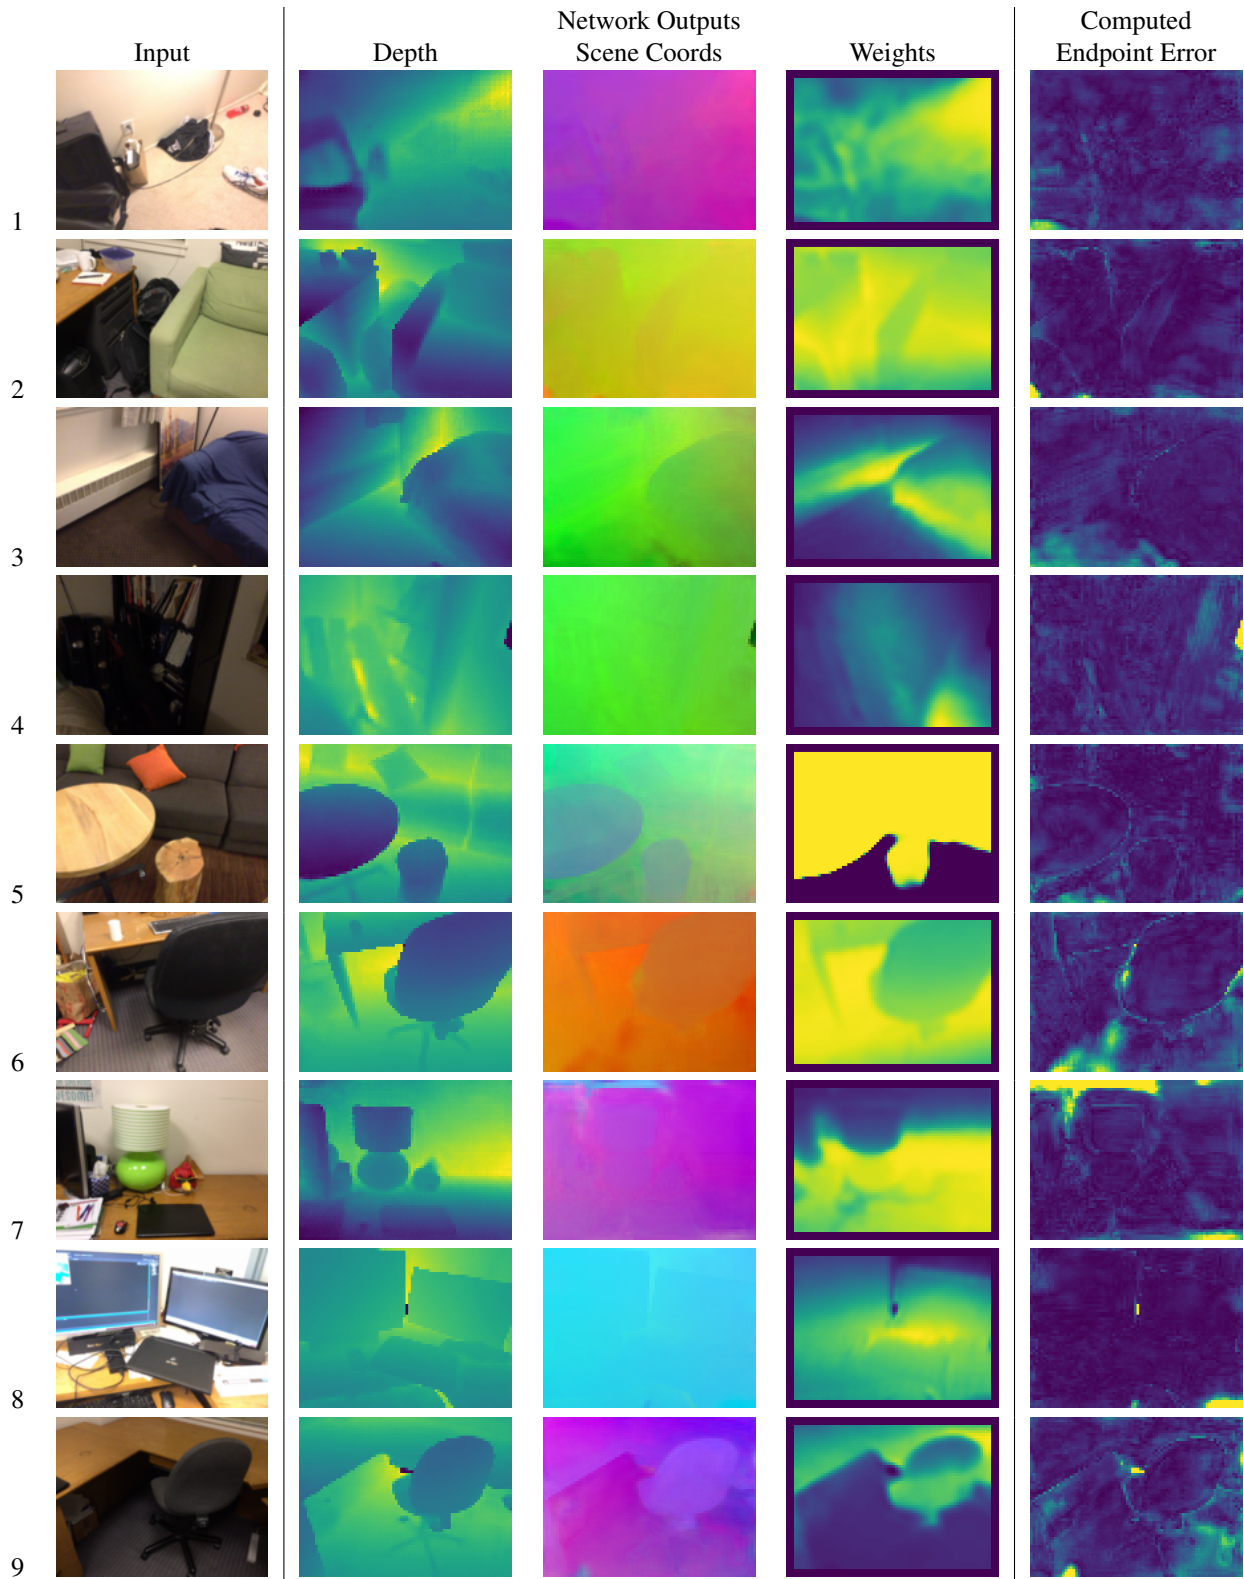 Network Outputs
Computed
Input
Depth
Scene Coords
Weights
Endpoint Error
1
2
3
4
5
6
7
8
9